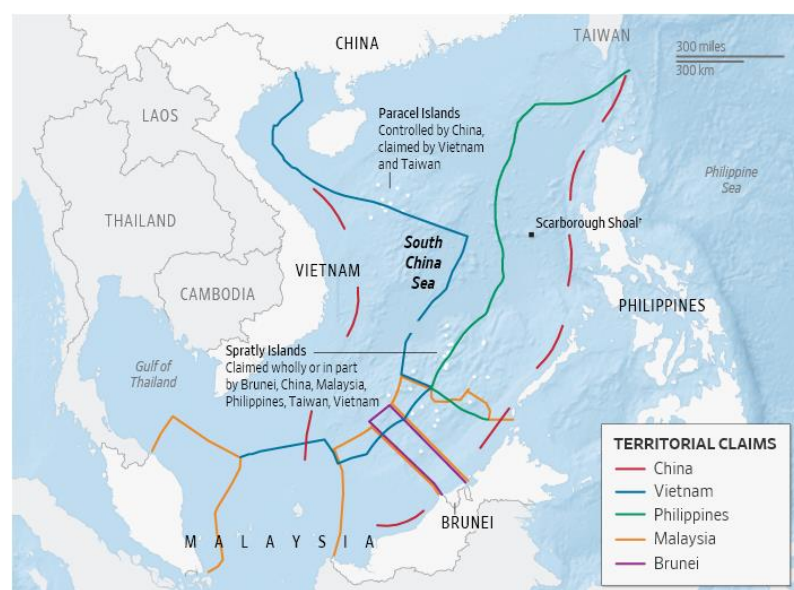 CHINA
TAIWAN
300 miles
300 km
LAOS
Paracel Islands
Controlled by China,
claimed by Vietnam
and Taiwan
Philippine
Sea
THAILAND
Scarborough Shoal†
South
China
Sea
VIETNAM
CAMBODIA
PHILIPPINES
Spratly Islands
Claimed wholly or in part
by Brunei, China, Malaysia,
Philippines, Taiwan, Vietnam
Gulf of
Thailand
TERRITORIAL CLAIMS
China
Vietnam
Philippines
Malaysia
Brunei
BRUNEI
MALAYSIA